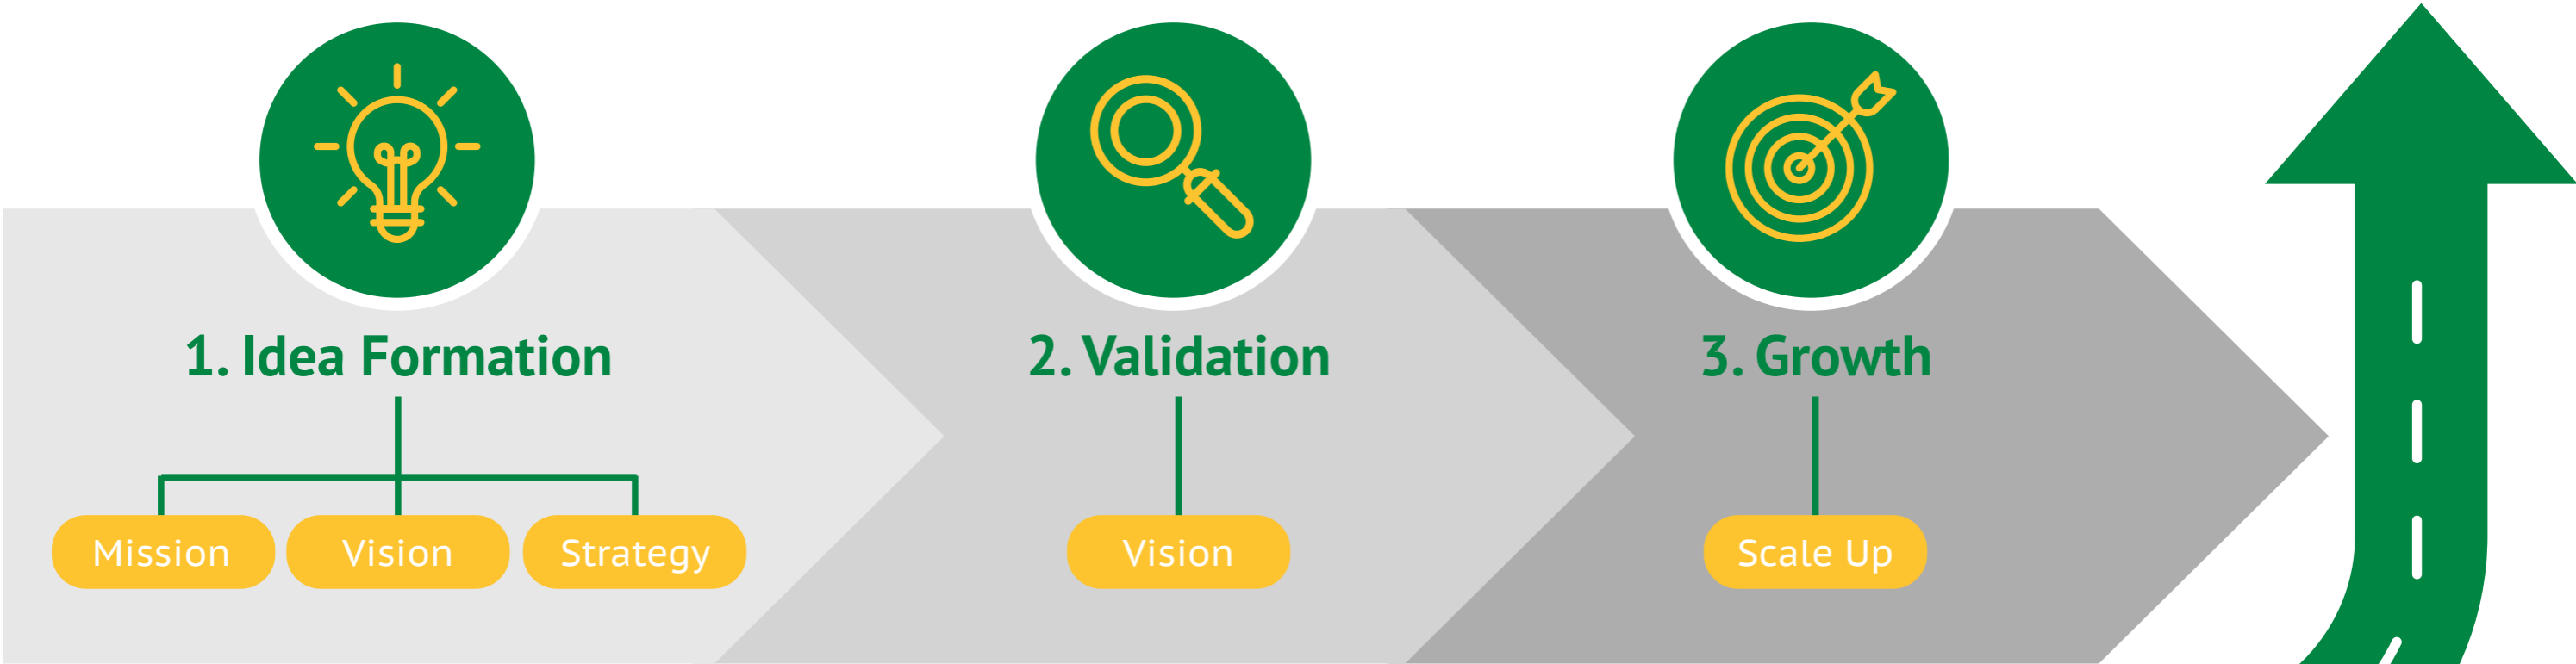 1. Idea Formation
Mission
Vision
Strategy
2. Validation
Vision
3. Growth
Scale Up